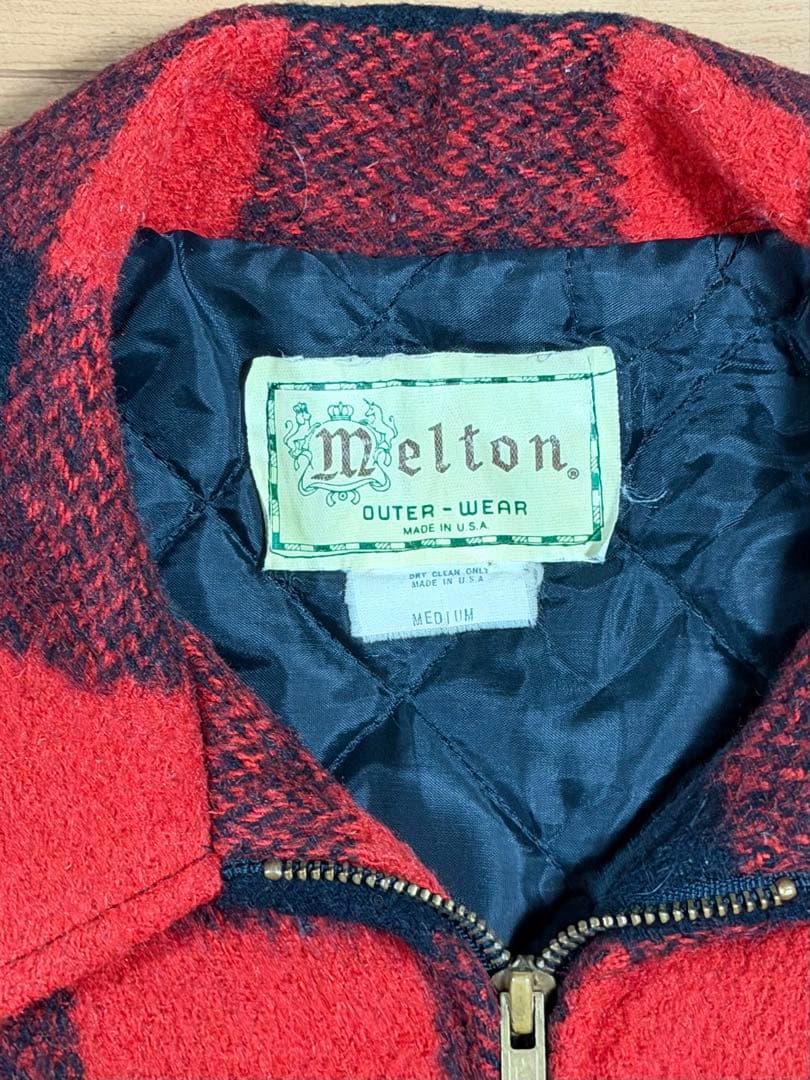 Melton®
OUTER-WEAR
MADE IN U.S.A.
DRY CLEAN ONLY
MADE IN U.S.A
MEDIUM